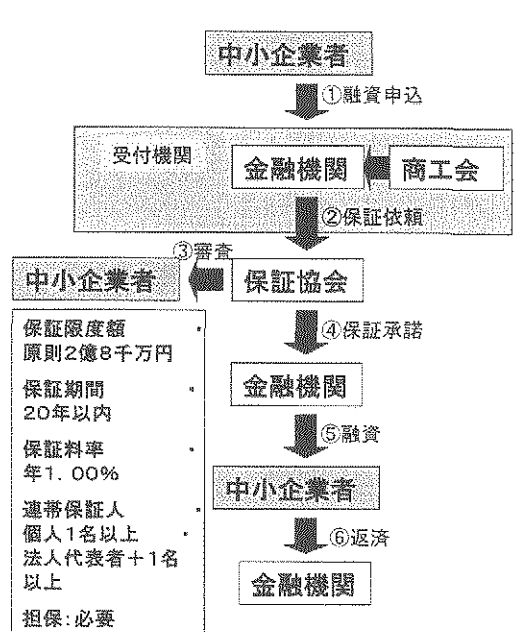 中小企業者
①融資申込
受付機関
金融機関
商工会
②保証依頼
③審査
中小企業者
保証協会
保証限度額
原則2億8千万円
保証期間
20年以内
保証料率
年1.00%
連帯保証人
個人1名以上
法人代表者+1名
以上
担保:必要
④保証承諾
金融機関
⑤融資
中小企業者
⑥返済
金融機関